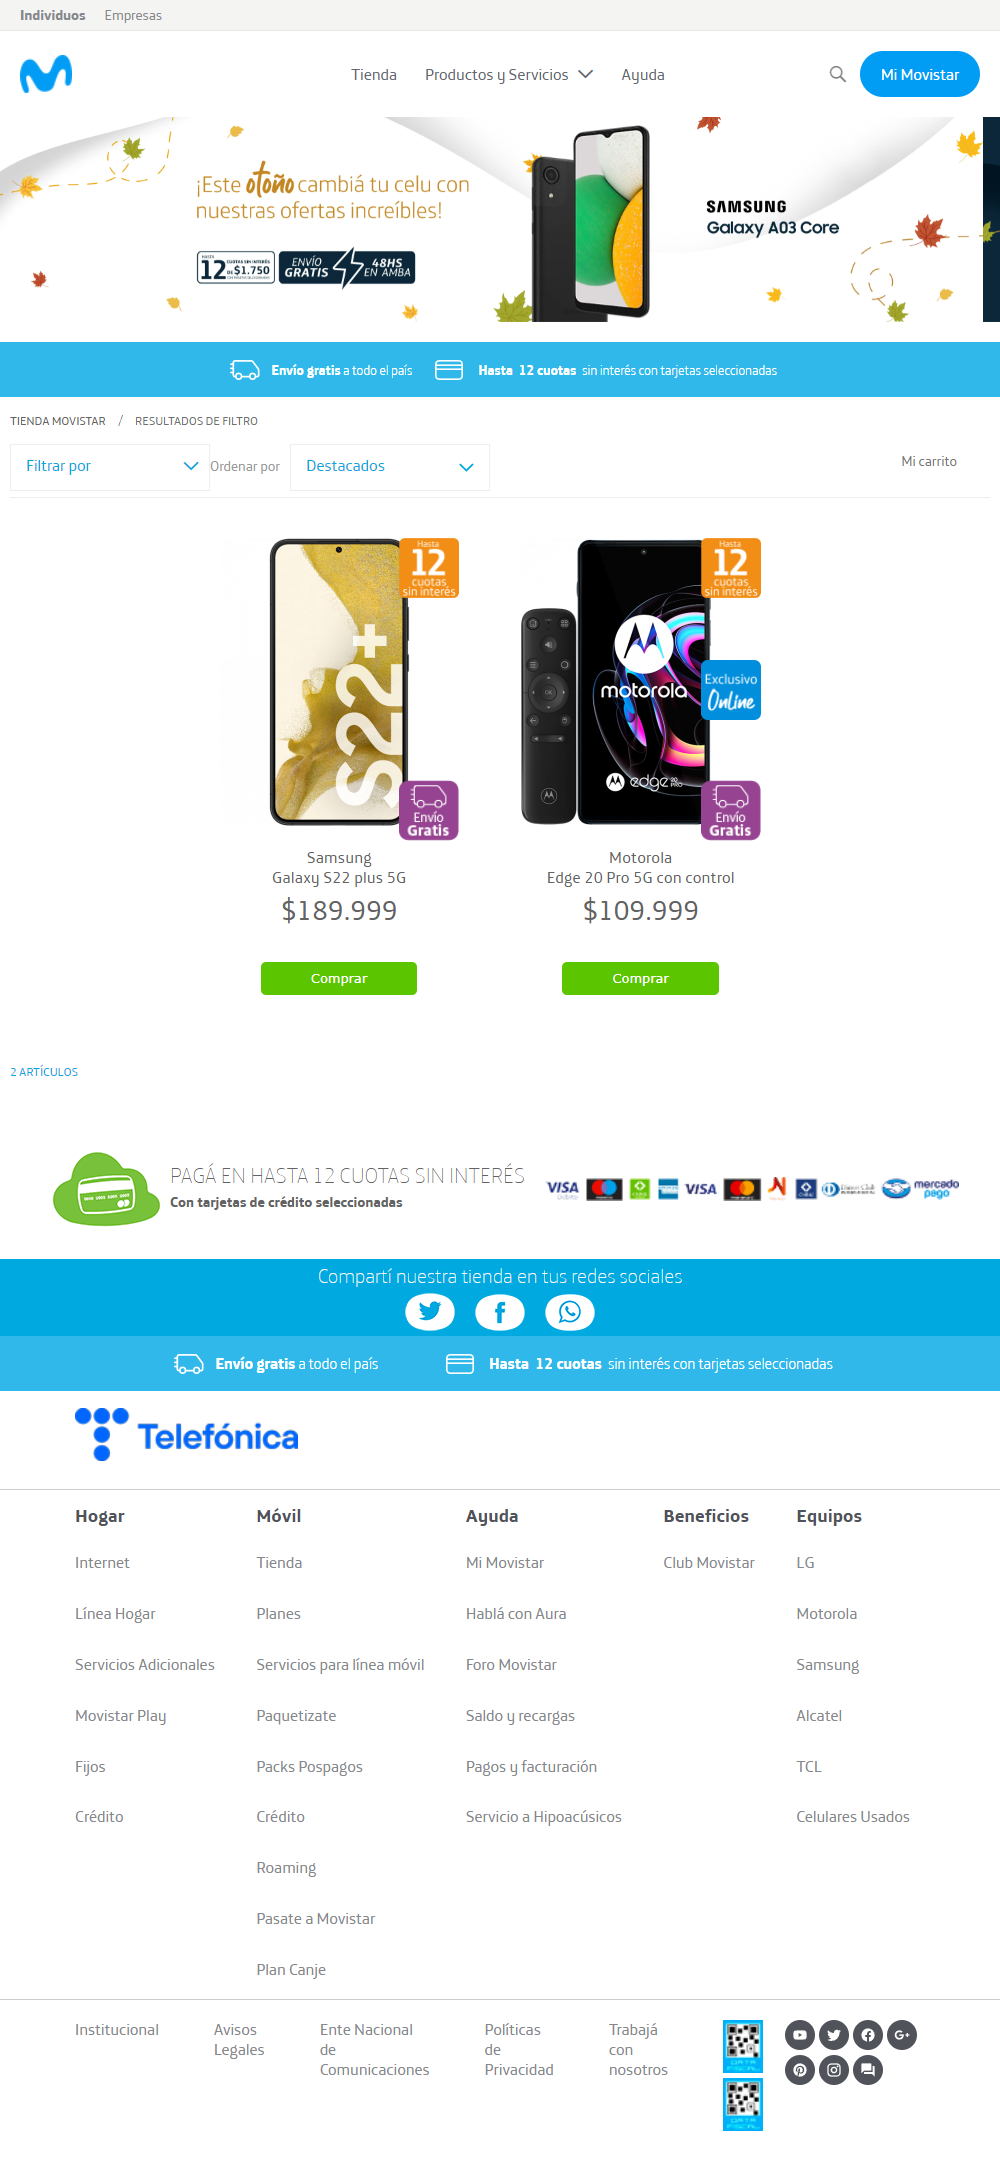 Individuos Empresas
Tienda Productos y Servicios Ayuda Mi Movistar
¡Este otoño cambiá tu celu con
nuestras ofertas increíbles!
SAMSUNG
Galaxy A03 Core
HASTA
12 CUOTAS SIN INTERÉS
DE $1.750
ENVÍO
GRATIS
48HS
EN AMBA
Envío gratis a todo el país Hasta 12 cuotas sin interés con tarjetas seleccionadas
TIENDA MOVISTAR / RESULTADOS DE FILTRO
Filtrar por Ordenar por Destacados Mi carrito
S22+
Hasta
12
cuotas
sin interés
Envío
Gratis
motorola
edge 20 PRO
Hasta
12
cuotas
sin interés
Exclusivo
Online
Envío
Gratis
Samsung
Galaxy S22 plus 5G
$189.999
Comprar
Motorola
Edge 20 Pro 5G con control
$109.999
Comprar
2 ARTÍCULOS
PAGÁ EN HASTA 12 CUOTAS SIN INTERÉS
Con tarjetas de crédito seleccionadas
VISA
VISA
mercado
pago
Compartí nuestra tienda en tus redes sociales
Envío gratis a todo el país Hasta 12 cuotas sin interés con tarjetas seleccionadas
Telefónica
Hogar
Internet
Línea Hogar
Servicios Adicionales
Movistar Play
Fijos
Crédito
Móvil
Tienda
Planes
Servicios para línea móvil
Paquetizate
Packs Pospagos
Crédito
Roaming
Pasate a Movistar
Plan Canje
Ayuda
Mi Movistar
Hablá con Aura
Foro Movistar
Saldo y recargas
Pagos y facturación
Servicio a Hipoacúsicos
Beneficios
Club Movistar
Equipos
LG
Motorola
Samsung
Alcatel
TCL
Celulares Usados
Institucional
Avisos
Legales
Ente Nacional
de
Comunicaciones
Políticas
de
Privacidad
Trabajá
con
nosotros